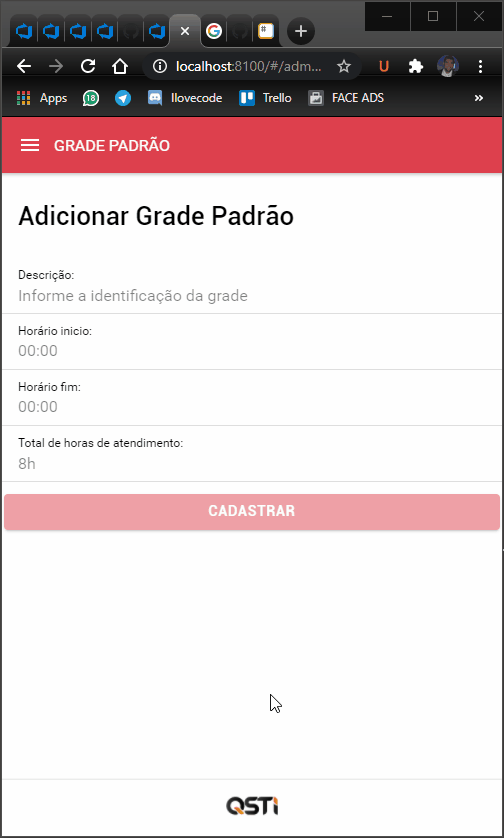 localhost:8100/#/adm...
U
Apps
18
Ilovecode
Trello
FACE ADS
»
GRADE PADRÃO
Adicionar Grade Padrão
Descrição:
Informe a identificação da grade
Horário inicio:
00:00
Horário fim:
00:00
Total de horas de atendimento:
8h
CADASTRAR
QSTI